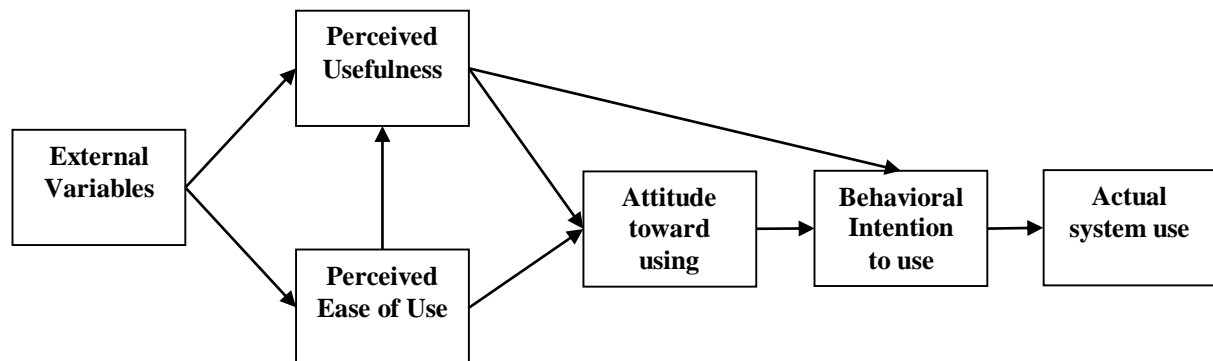 Perceived
Usefulness
External
Variables
Perceived
Ease of Use
Attitude
toward
using
Behavioral
Intention
to use
Actual
system use